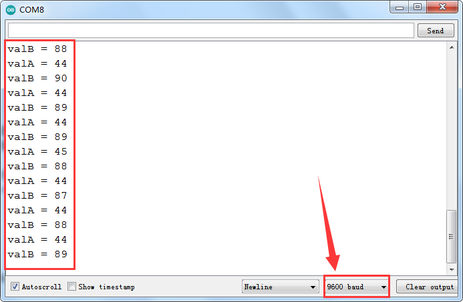 COM8
Send
valB = 88
valA = 44
valB = 90
valA = 44
valB = 89
valA = 44
valB = 89
valA = 45
valB = 88
valA = 44
valB = 87
valA = 44
valB = 88
valA = 44
valB = 89
Autoscroll Show timestamp Newline 9600 baud Clear output